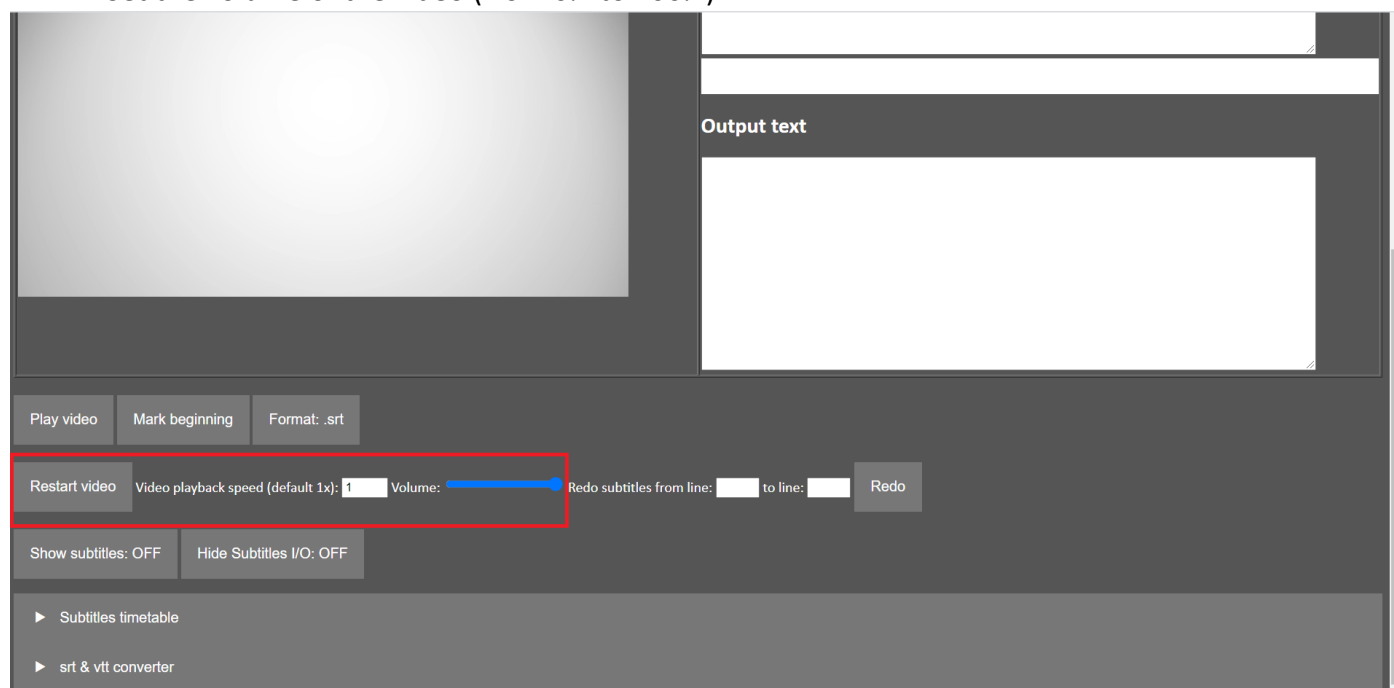 Output text
Play video Mark beginning Format: .srt
Restart video Video playback speed (default 1x): 1 Volume: Redo subtitles from line: to line: Redo
Show subtitles: OFF Hide Subtitles I/O: OFF
Subtitles timetable
srt & vtt converter